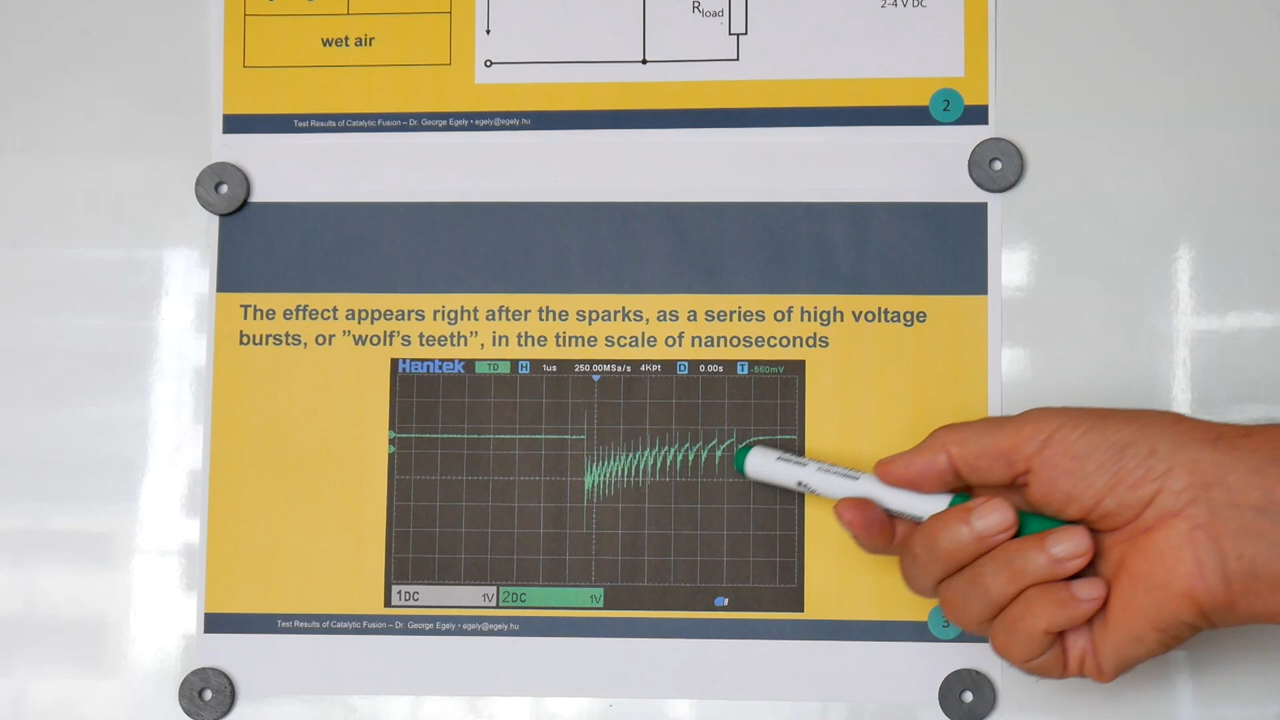 R load
2-4 V DC
wet air
2
Test Results of Catalytic Fusion – Dr. George Egely • egely@egely.hu
The effect appears right after the sparks, as a series of high voltage
bursts, or ”wolf's teeth”, in the time scale of nanoseconds
Hantek TD H 1us 250.00MSa/s 4KPt D 0.00s T -560mV
1DC 1V 2DC 1V
Test Results of Catalytic Fusion – Dr. George Egely • egely@egely.hu
3